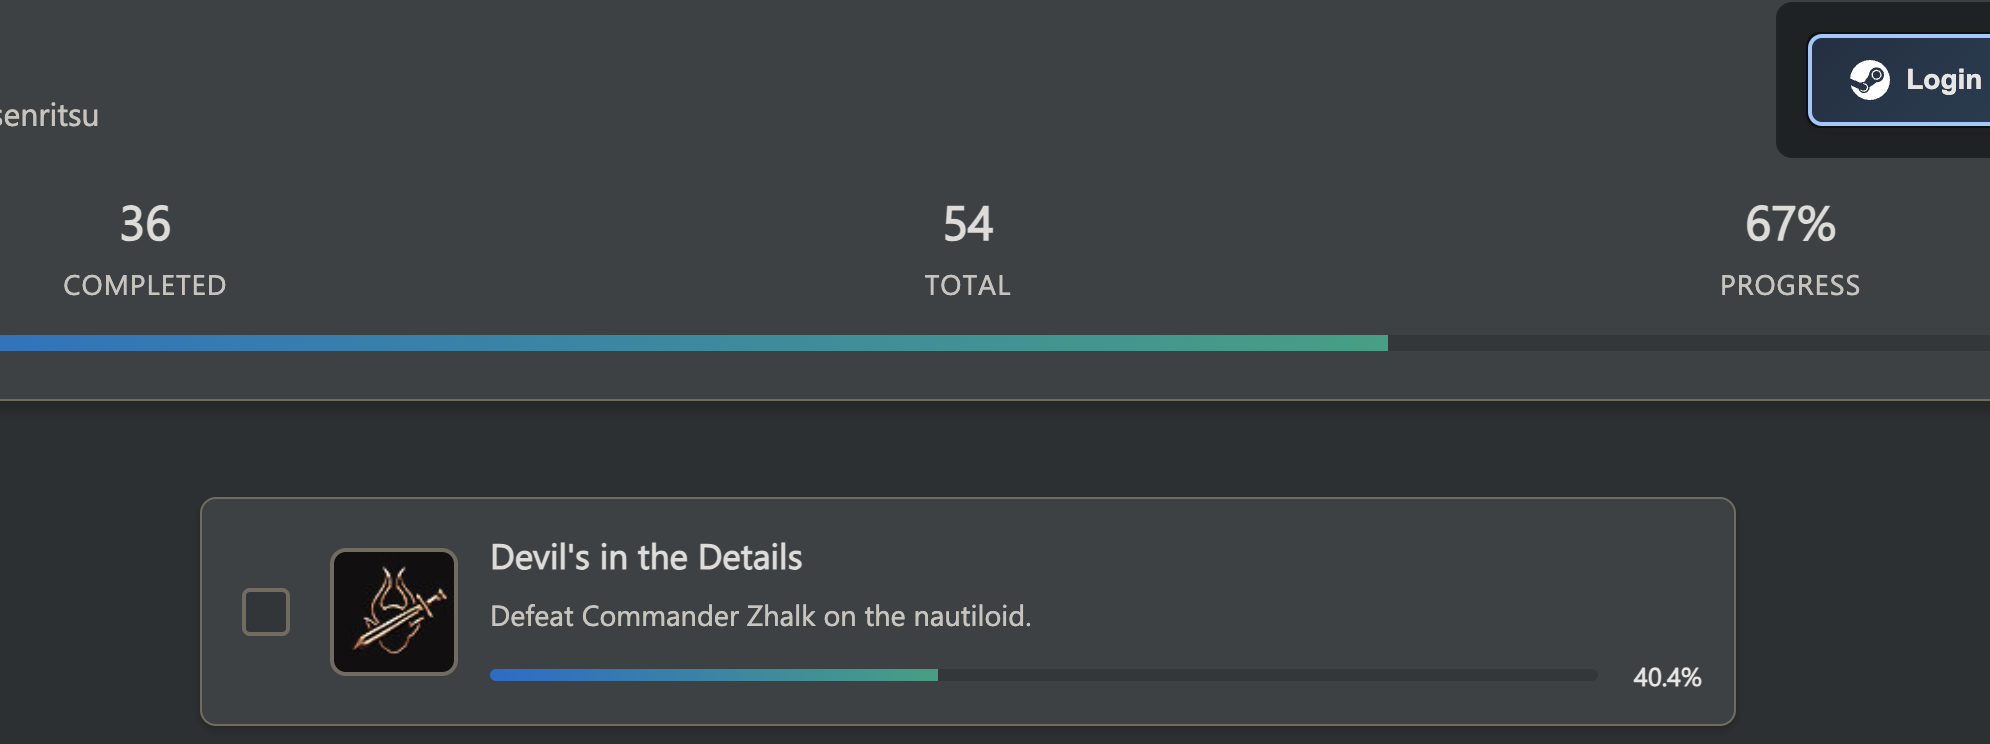 Login
senritsu
36
COMPLETED
54
TOTAL
67%
PROGRESS
Devil's in the Details
Defeat Commander Zhalk on the nautiloid.
40.4%